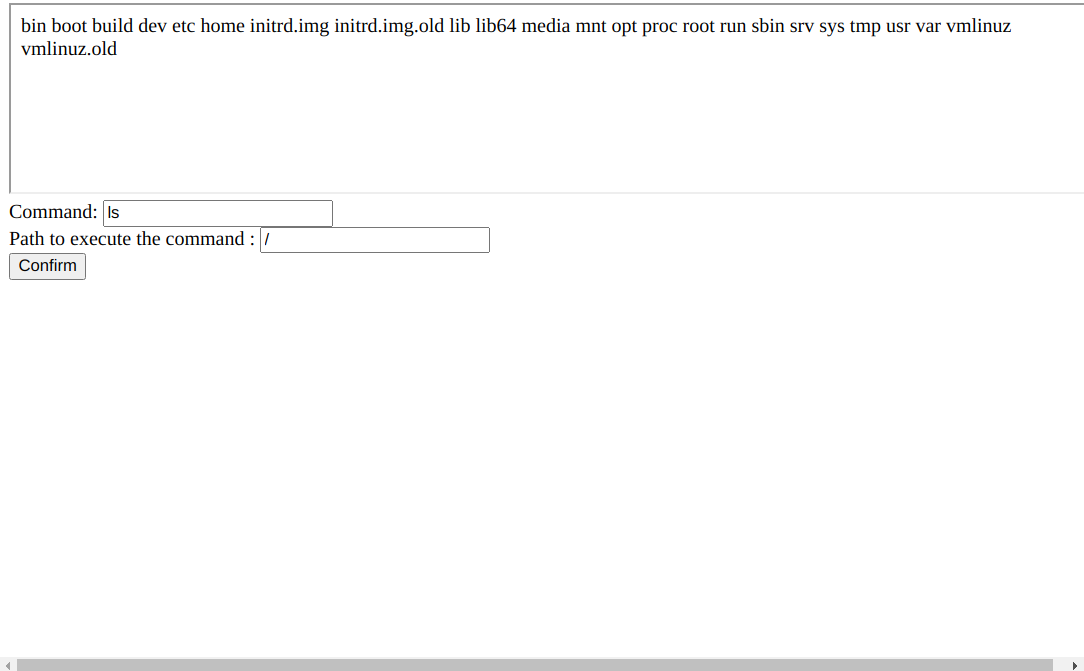 bin boot build dev etc home initrd.img initrd.img.old lib lib64 media mnt opt proc root run sbin srv sys tmp usr var vmlinuz
vmlinuz.old
Command: ls
Path to execute the command : /
Confirm